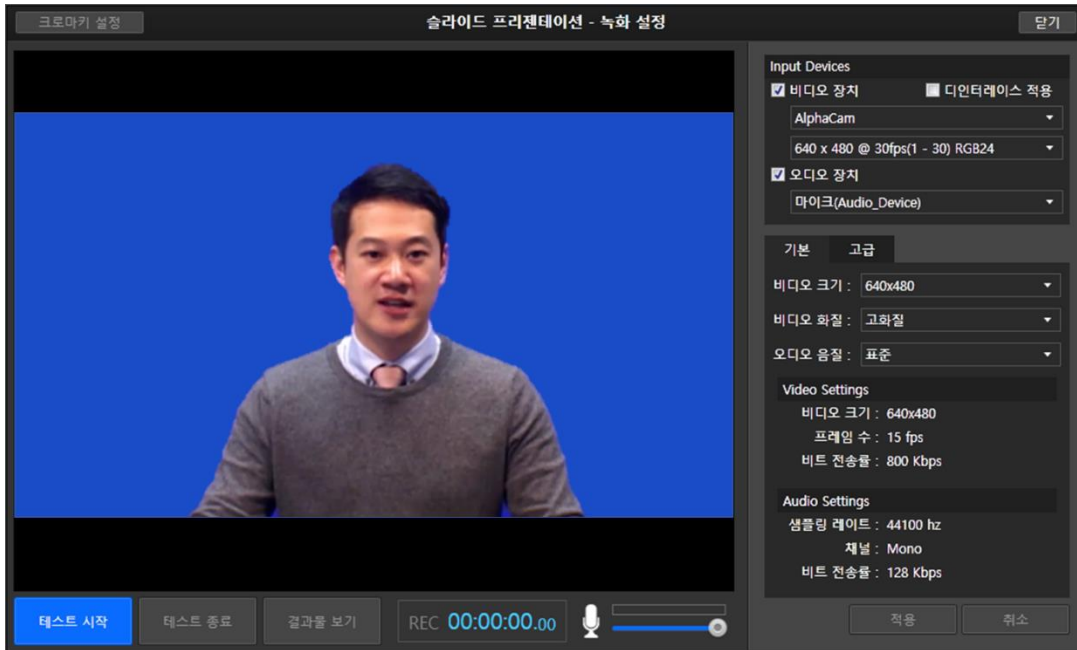 크로마키 설정
슬라이드 프리젠테이션 - 녹화 설정
닫기
Input Devices
비디오 장치
디인터레이스 적용
AlphaCam
640 x 480 @ 30fps(1 - 30) RGB24
오디오 장치
마이크(Audio_Device)
기본
고급
비디오 크기 : 640x480
비디오 화질 : 고화질
오디오 음질 : 표준
Video Settings
비디오 크기 : 640x480
프레임 수 : 15 fps
비트 전송률 : 800 Kbps
Audio Settings
샘플링 레이트 : 44100 hz
채널 : Mono
비트 전송률 : 128 Kbps
테스트 시작
테스트 종료
결과물 보기
REC 00:00:00.00
적용
취소